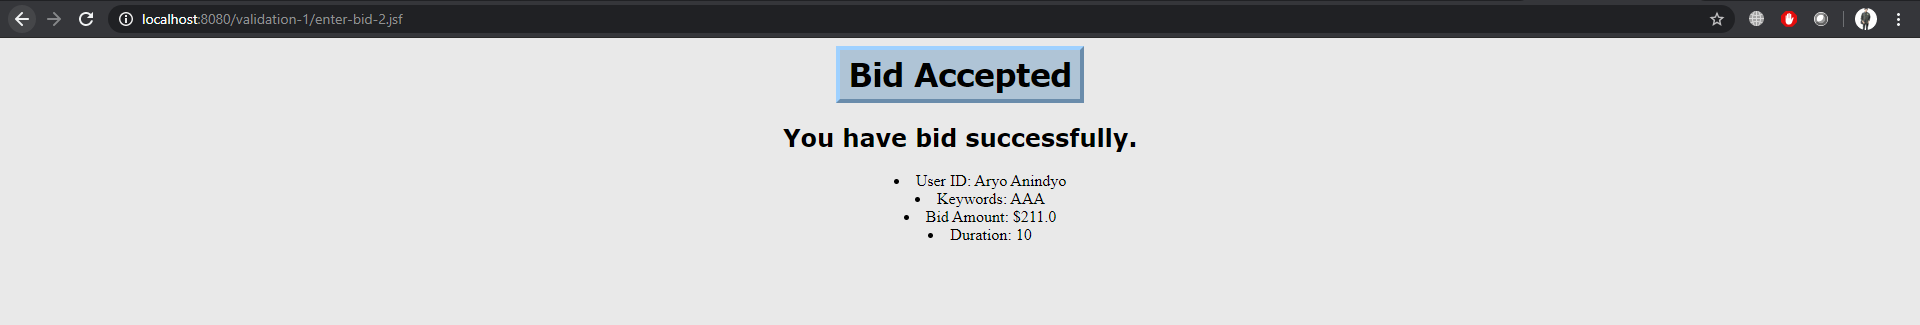 localhost:8080/validation-1/enter-bid-2.jsf
Bid Accepted
You have bid successfully.
• User ID: Aryo Anindyo
• Keywords: AAA
• Bid Amount: $211.0
• Duration: 10